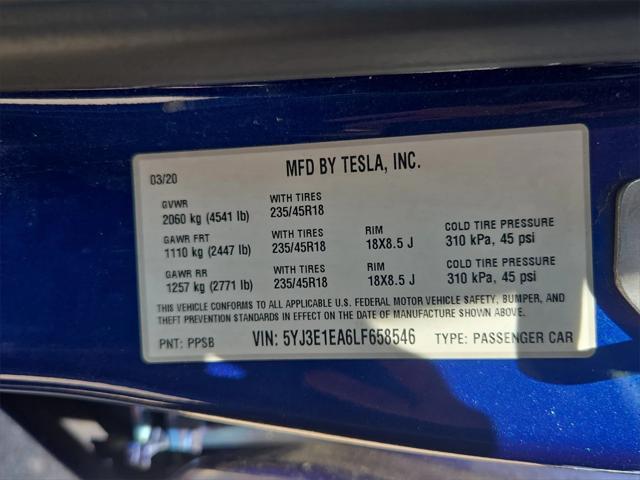 MFD BY TESLA, INC.
03/20
GVWR WITH TIRES
2060 kg (4541 lb) 235/45R18
GAWR FRT WITH TIRES RIM COLD TIRE PRESSURE
1110 kg (2447 lb) 235/45R18 18X8.5 J 310 kPa, 45 psi
GAWR RR WITH TIRES RIM COLD TIRE PRESSURE
1257 kg (2771 lb) 235/45R18 18X8.5 J 310 kPa, 45 psi
THIS VEHICLE CONFORMS TO ALL APPLICABLE U.S. FEDERAL MOTOR VEHICLE SAFETY, BUMPER, AND
THEFT PREVENTION STANDARDS IN EFFECT ON THE DATE OF MANUFACTURE SHOWN ABOVE.
PNT: PPSB VIN: 5YJ3E1EA6LF658546 TYPE: PASSENGER CAR